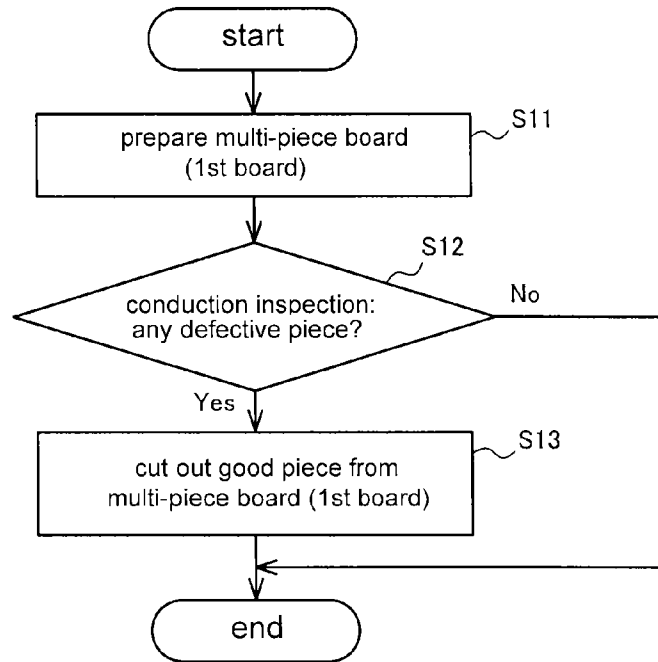 start
prepare multi-piece board
(1st board)
S11
conduction inspection:
any defective piece?
S12
No
Yes
cut out good piece from
multi-piece board (1st board)
S13
end